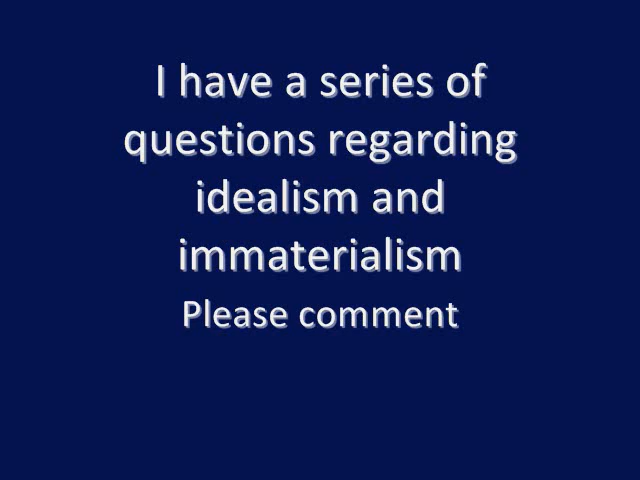 I have a series of
questions regarding
idealism and
immaterialism
Please comment